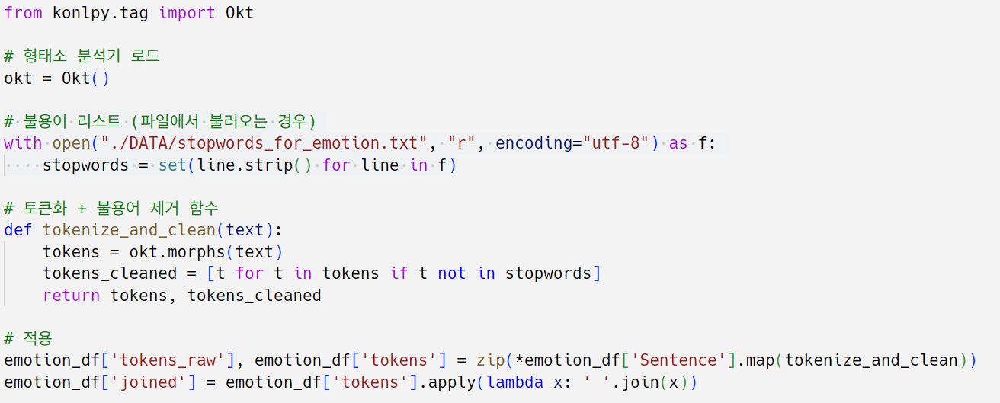 from konlpy.tag import Okt
# 형태소 분석기 로드
okt = Okt()
# 불용어 리스트 (파일에서 불러오는 경우)
with open("./DATA/stopwords_for_emotion.txt", "r", encoding="utf-8") as f:
    stopwords = set(line.strip() for line in f)
# 토큰화 + 불용어 제거 함수
def tokenize_and_clean(text):
    tokens = okt.morphs(text)
    tokens_cleaned = [t for t in tokens if t not in stopwords]
    return tokens, tokens_cleaned
# 적용
emotion_df['tokens_raw'], emotion_df['tokens'] = zip(*emotion_df['Sentence'].map(tokenize_and_clean))
emotion_df['joined'] = emotion_df['tokens'].apply(lambda x: ' '.join(x))